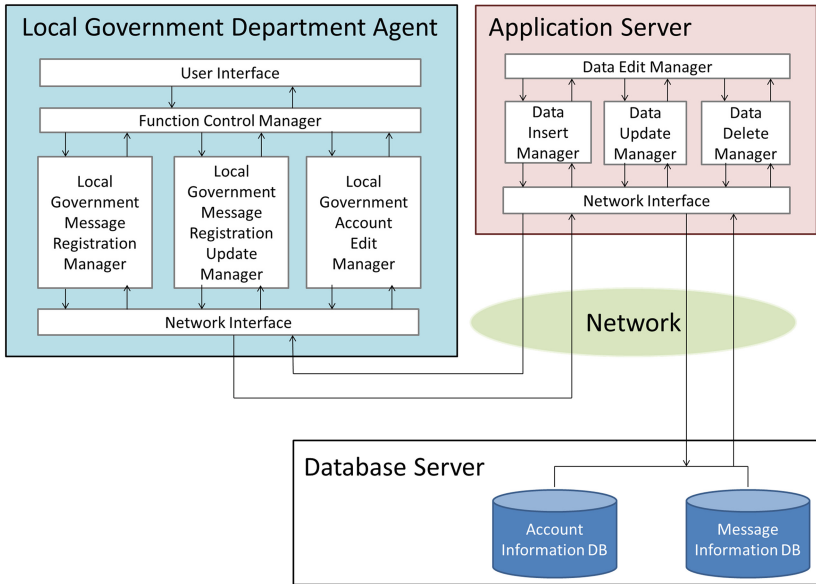 Local Government Department Agent
User Interface
Function Control Manager
Local
Government
Message
Registration
Manager
Local
Government
Message
Registration
Update
Manager
Local
Government
Account
Edit
Manager
Network Interface
Application Server
Data Edit Manager
Data
Insert
Manager
Data
Update
Manager
Data
Delete
Manager
Network Interface
Network
Database Server
Account
Information DB
Message
Information DB